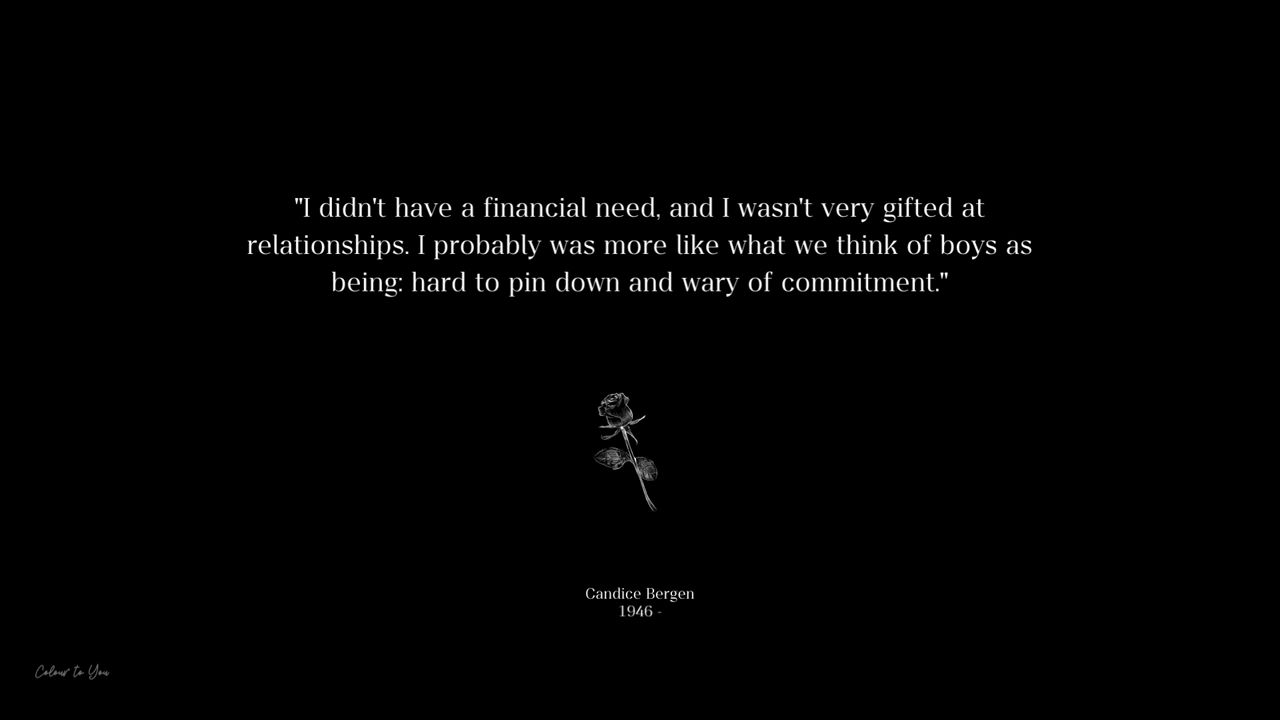 "I didn't have a financial need, and I wasn't very gifted at
relationships. I probably was more like what we think of boys as
being: hard to pin down and wary of commitment."
Candice Bergen
1946 -
Colour to You